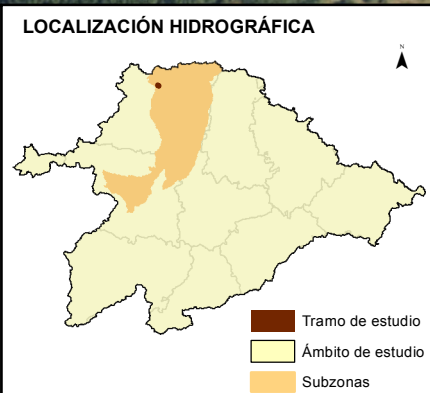 LOCALIZACIÓN HIDROGRÁFICA
N
Tramo de estudio
Ámbito de estudio
Subzonas